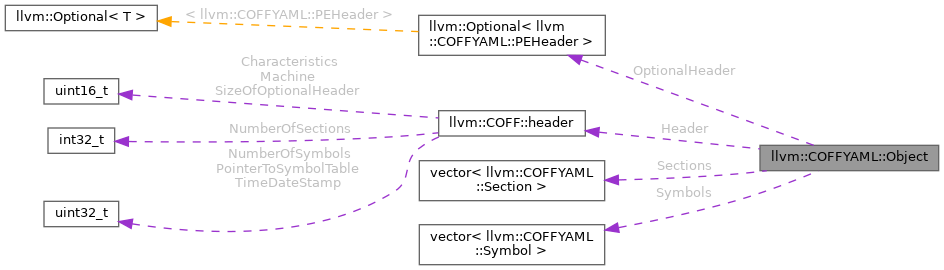 llvm::Optional< T >
< llvm::COFFYAML::PEHeader >
llvm::Optional< llvm
::COFFYAML::PEHeader >
OptionalHeader
Characteristics
Machine
SizeOfOptionalHeader
uint16_t
NumberOfSections
int32_t
NumberOfSymbols
PointerToSymbolTable
TimeDateStamp
uint32_t
llvm::COFF::header
Header
llvm::COFFYAML::Object
vector< llvm::COFFYAML
::Section >
Sections
Symbols
vector< llvm::COFFYAML
::Symbol >